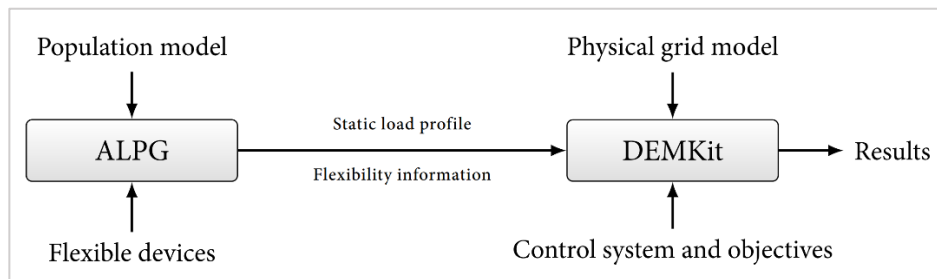 Population model
Physical grid model
ALPG
Static load profile
Flexibility information
DEMKit
Results
Flexible devices
Control system and objectives